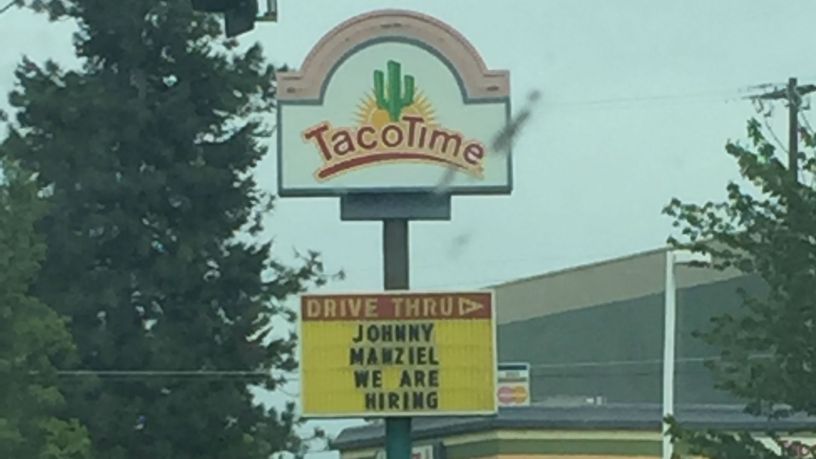 TacoTime
DRIVE THRU
JOHNNY
MANZIEL
WE ARE
HIRING